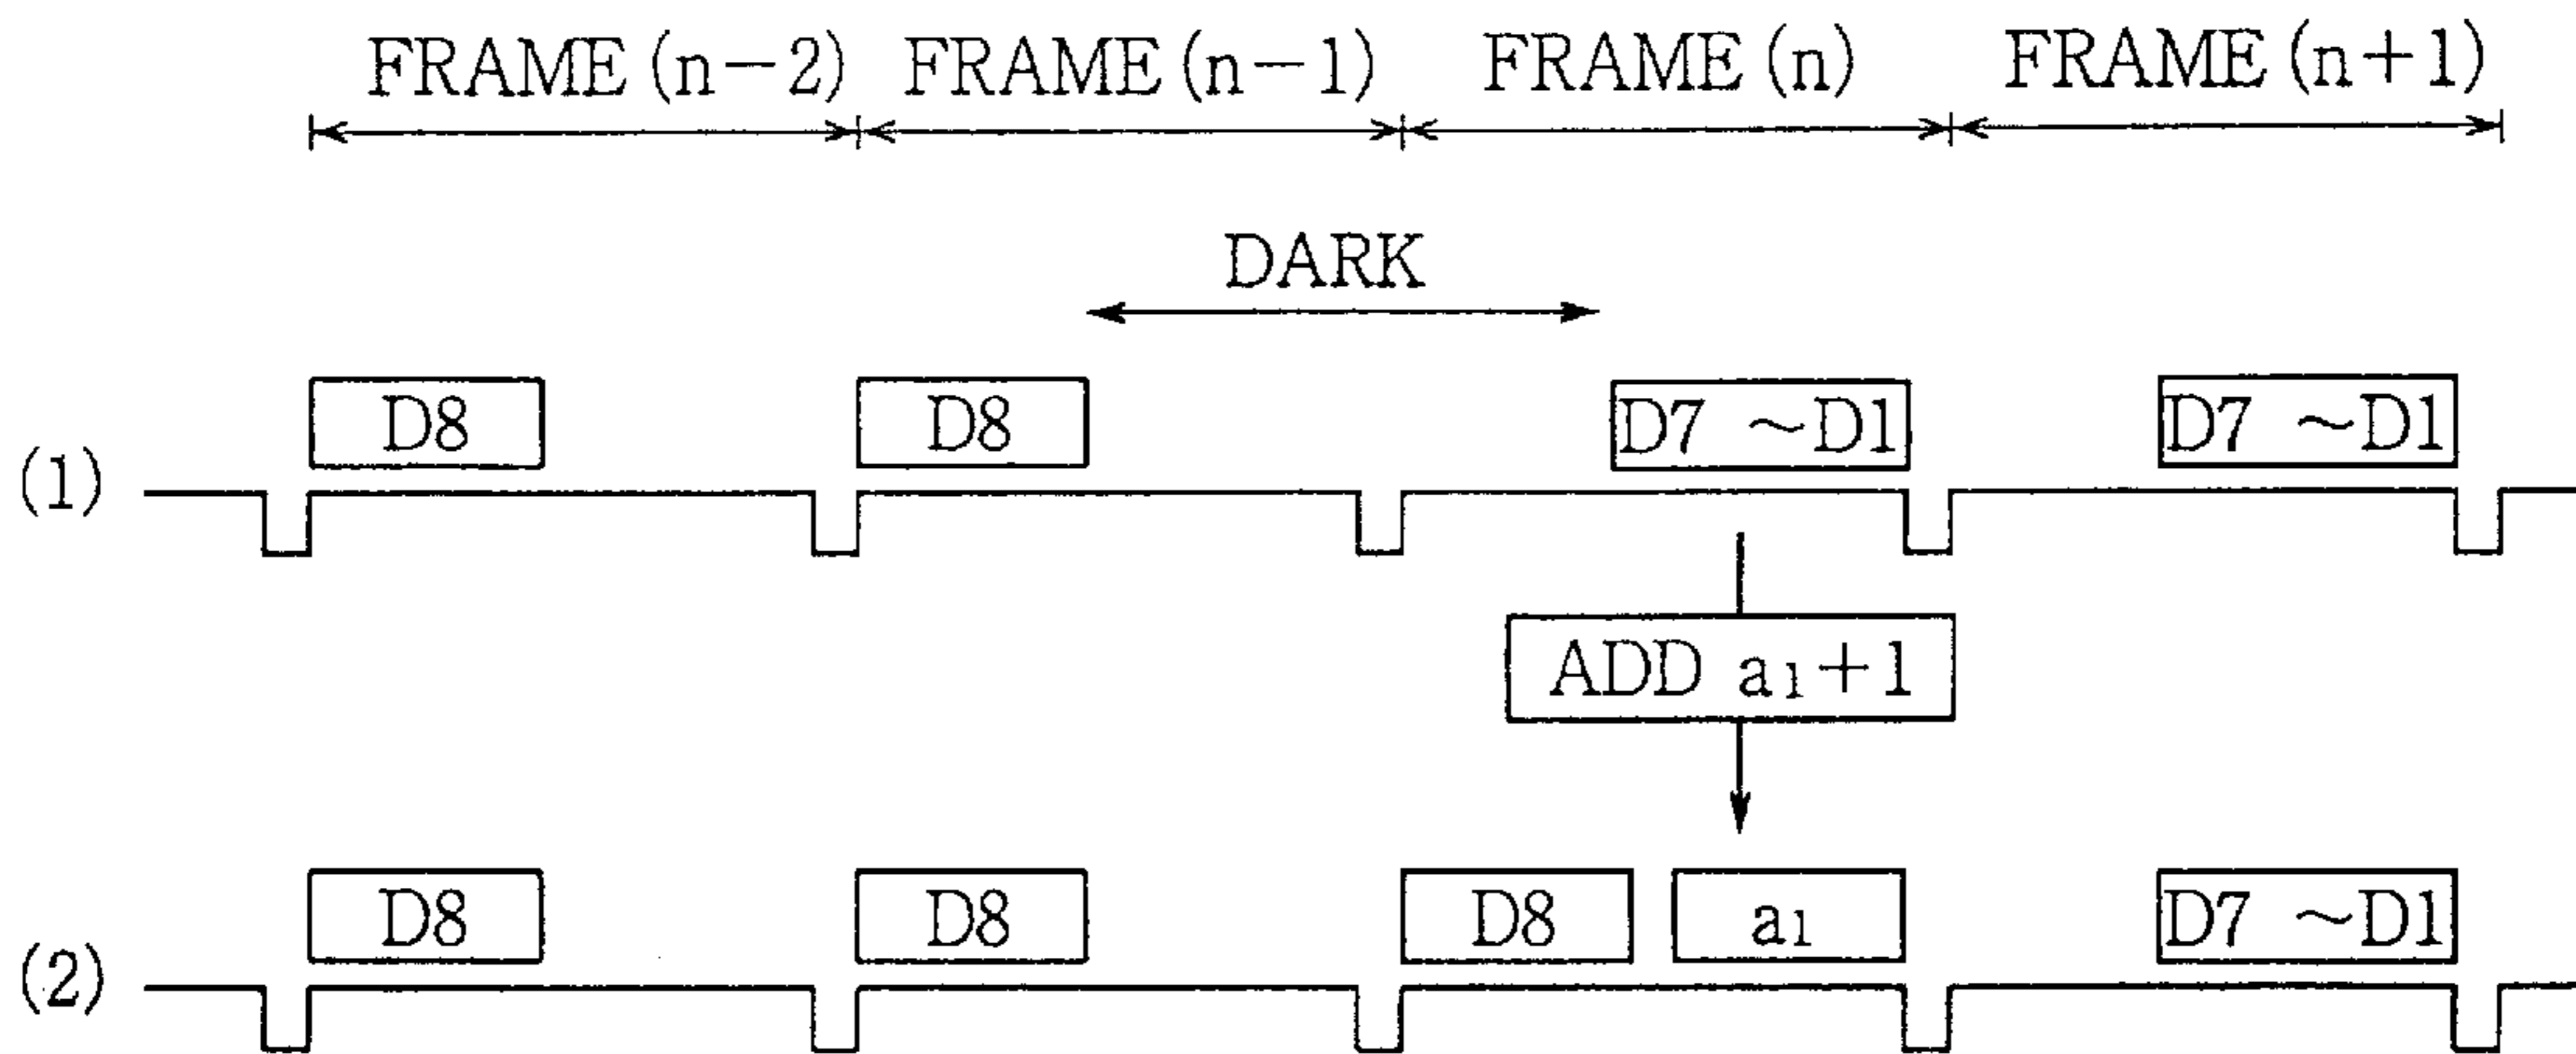 FRAME (n−2) FRAME (n−1) FRAME (n) FRAME (n+1)
DARK
(1) D8 D8 D7 ~D1 D7 ~D1
ADD a₁+1
(2) D8 D8 D8 a₁ D7 ~D1